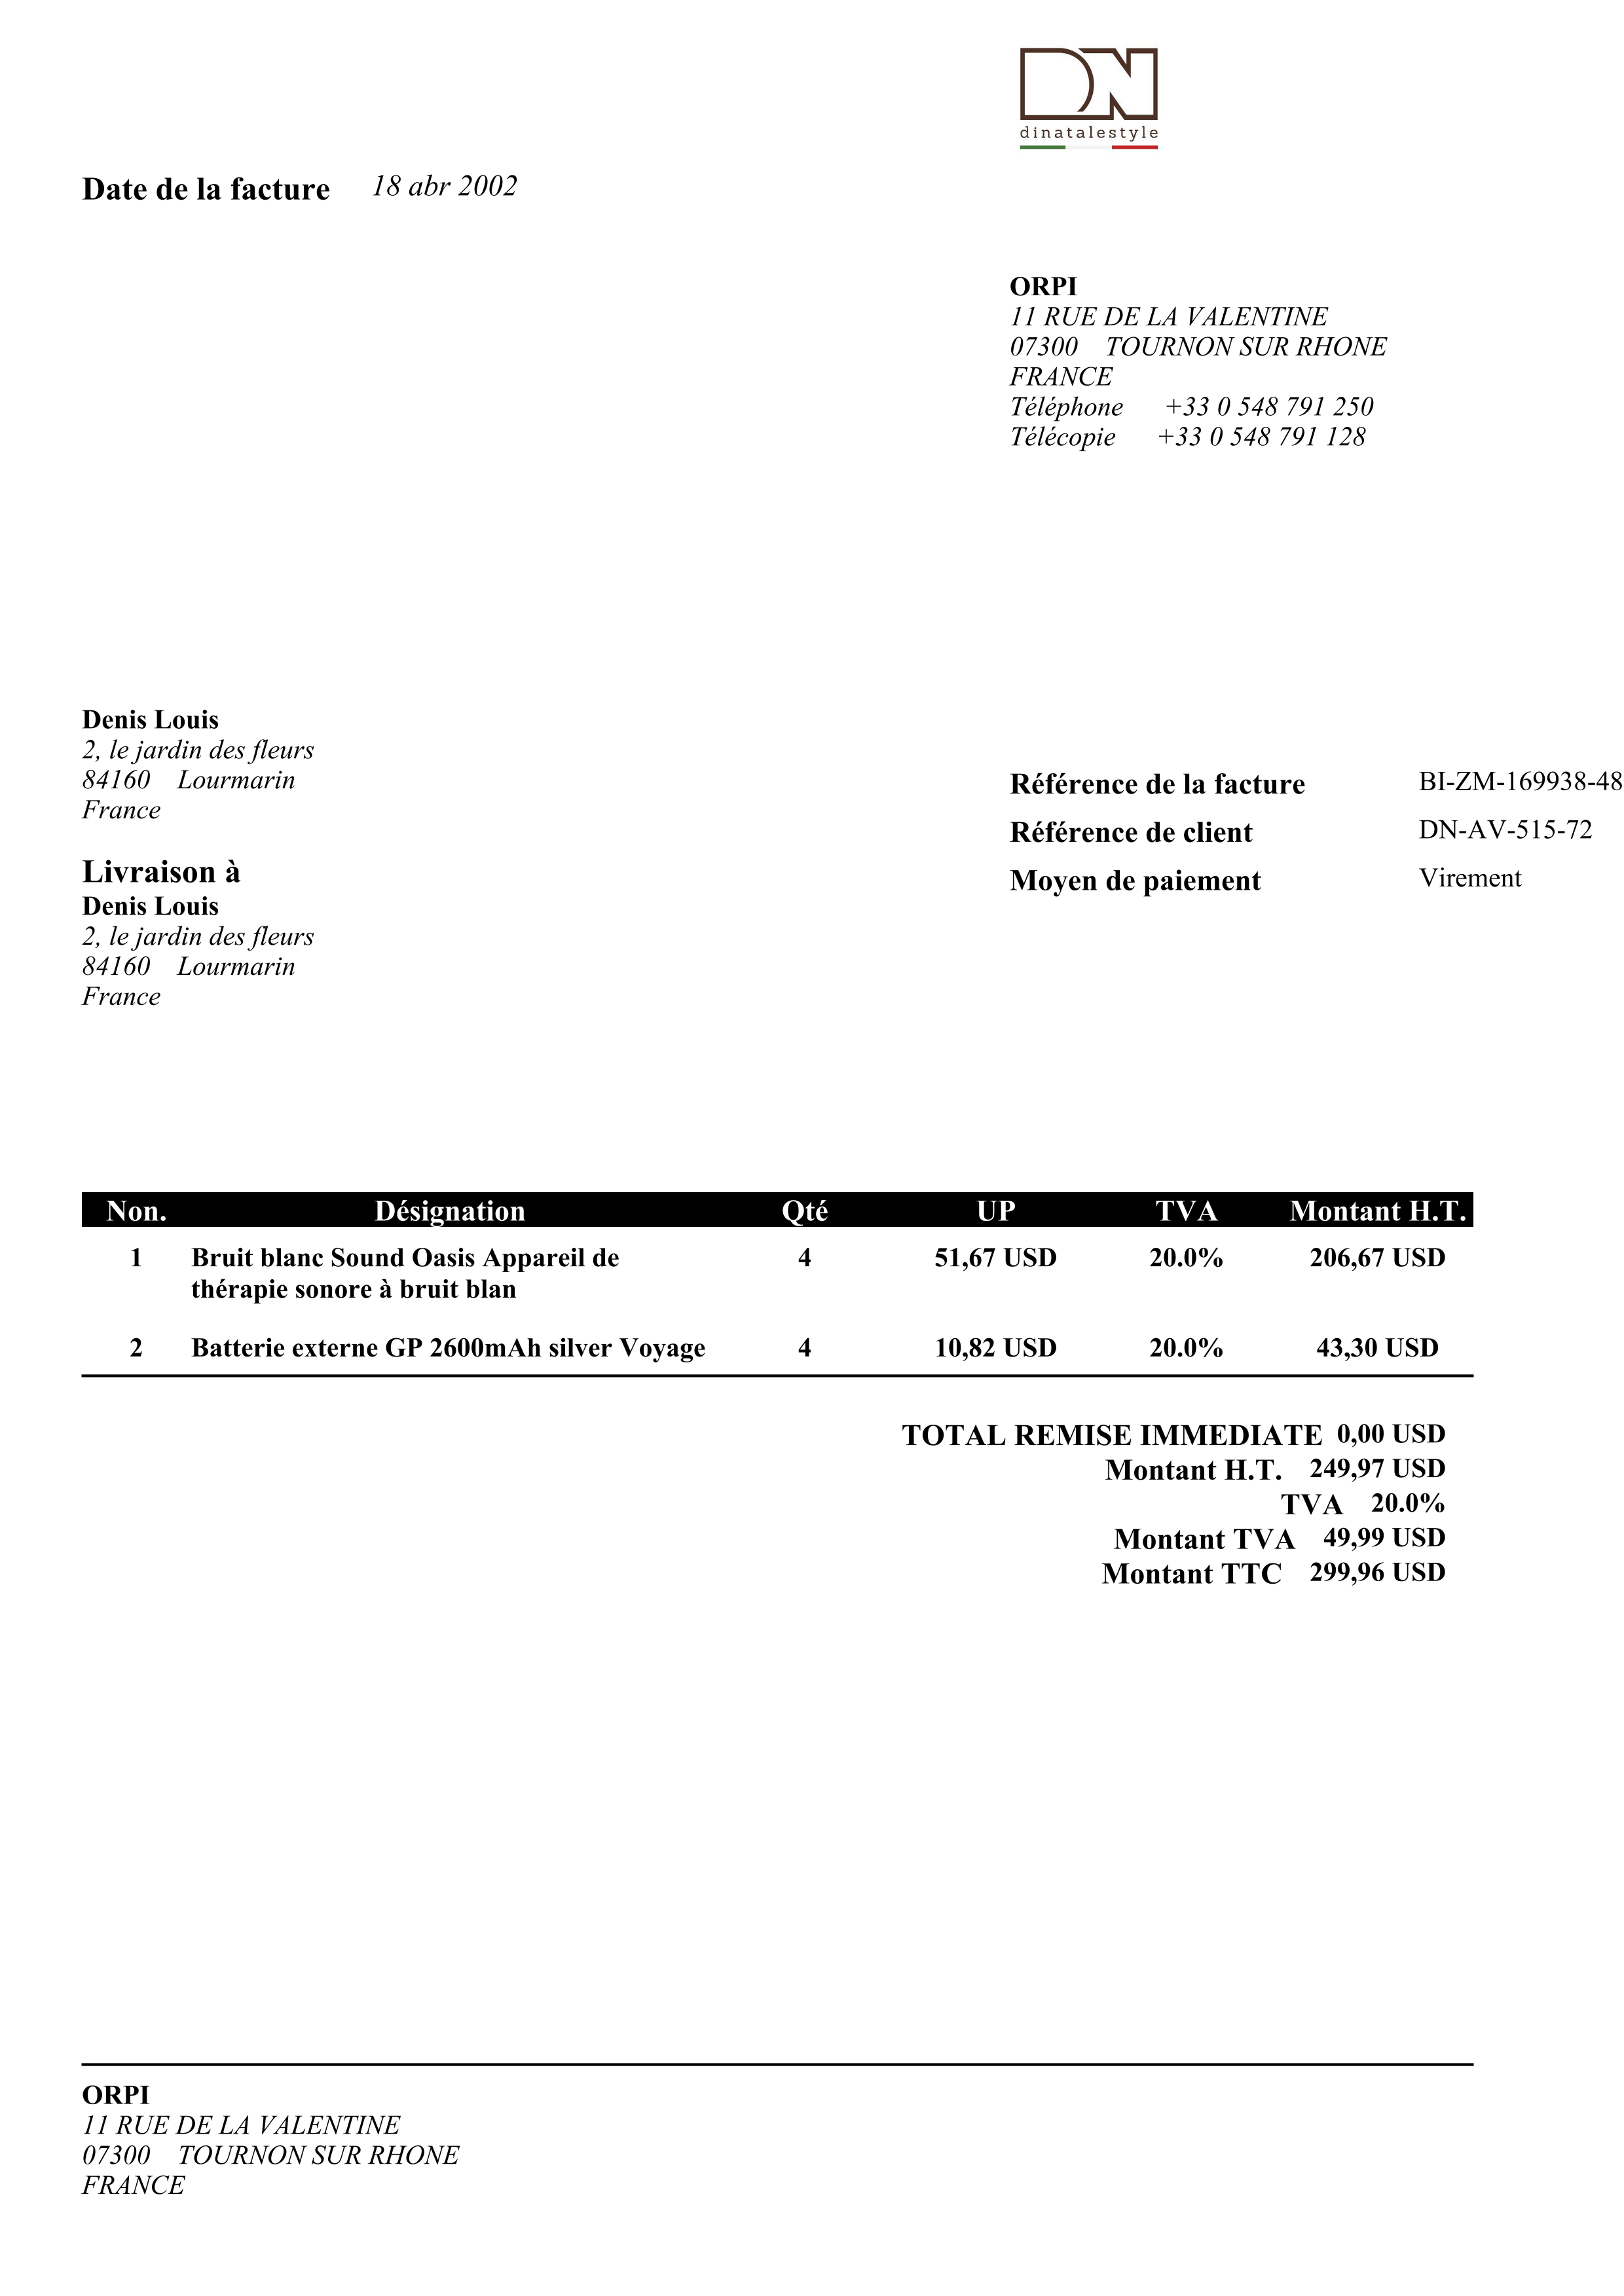 DN
dinatalestyle
Date de la facture 18 abr 2002
ORPI
11 RUE DE LA VALENTINE
07300 TOURNON SUR RHONE
FRANCE
Téléphone +33 0 548 791 250
Télécopie +33 0 548 791 128
Denis Louis
2, le jardin des fleurs
84160 Lourmarin
France
Livraison à
Denis Louis
2, le jardin des fleurs
84160 Lourmarin
France
Référence de la facture BI-ZM-169938-48
Référence de client DN-AV-515-72
Moyen de paiement Virement
Non. Désignation Qté UP TVA Montant H.T.
1 Bruit blanc Sound Oasis Appareil de 4 51,67 USD 20.0% 206,67 USD
thérapie sonore à bruit blan
2 Batterie externe GP 2600mAh silver Voyage 4 10,82 USD 20.0% 43,30 USD
TOTAL REMISE IMMEDIATE 0,00 USD
Montant H.T. 249,97 USD
TVA 20.0%
Montant TVA 49,99 USD
Montant TTC 299,96 USD
ORPI
11 RUE DE LA VALENTINE
07300 TOURNON SUR RHONE
FRANCE